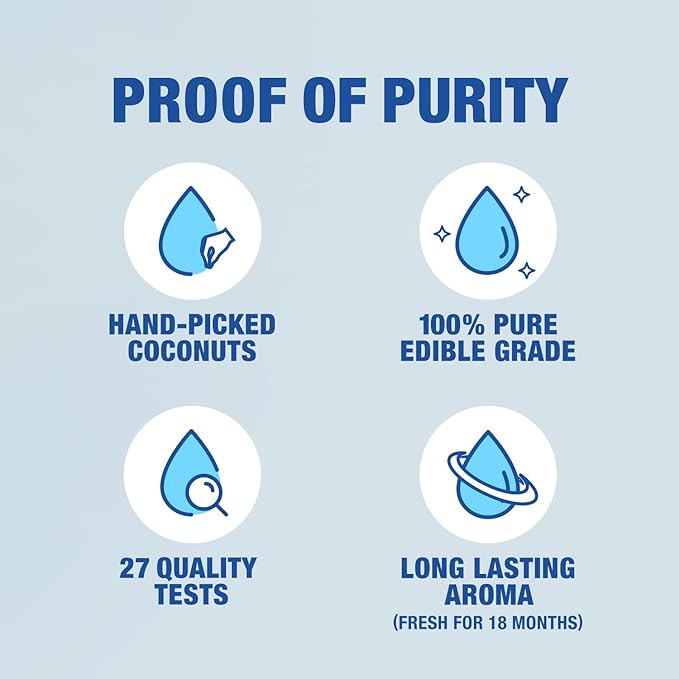 PROOF OF PURITY
HAND-PICKED
COCONUTS
100% PURE
EDIBLE GRADE
27 QUALITY
TESTS
LONG LASTING
AROMA
(FRESH FOR 18 MONTHS)